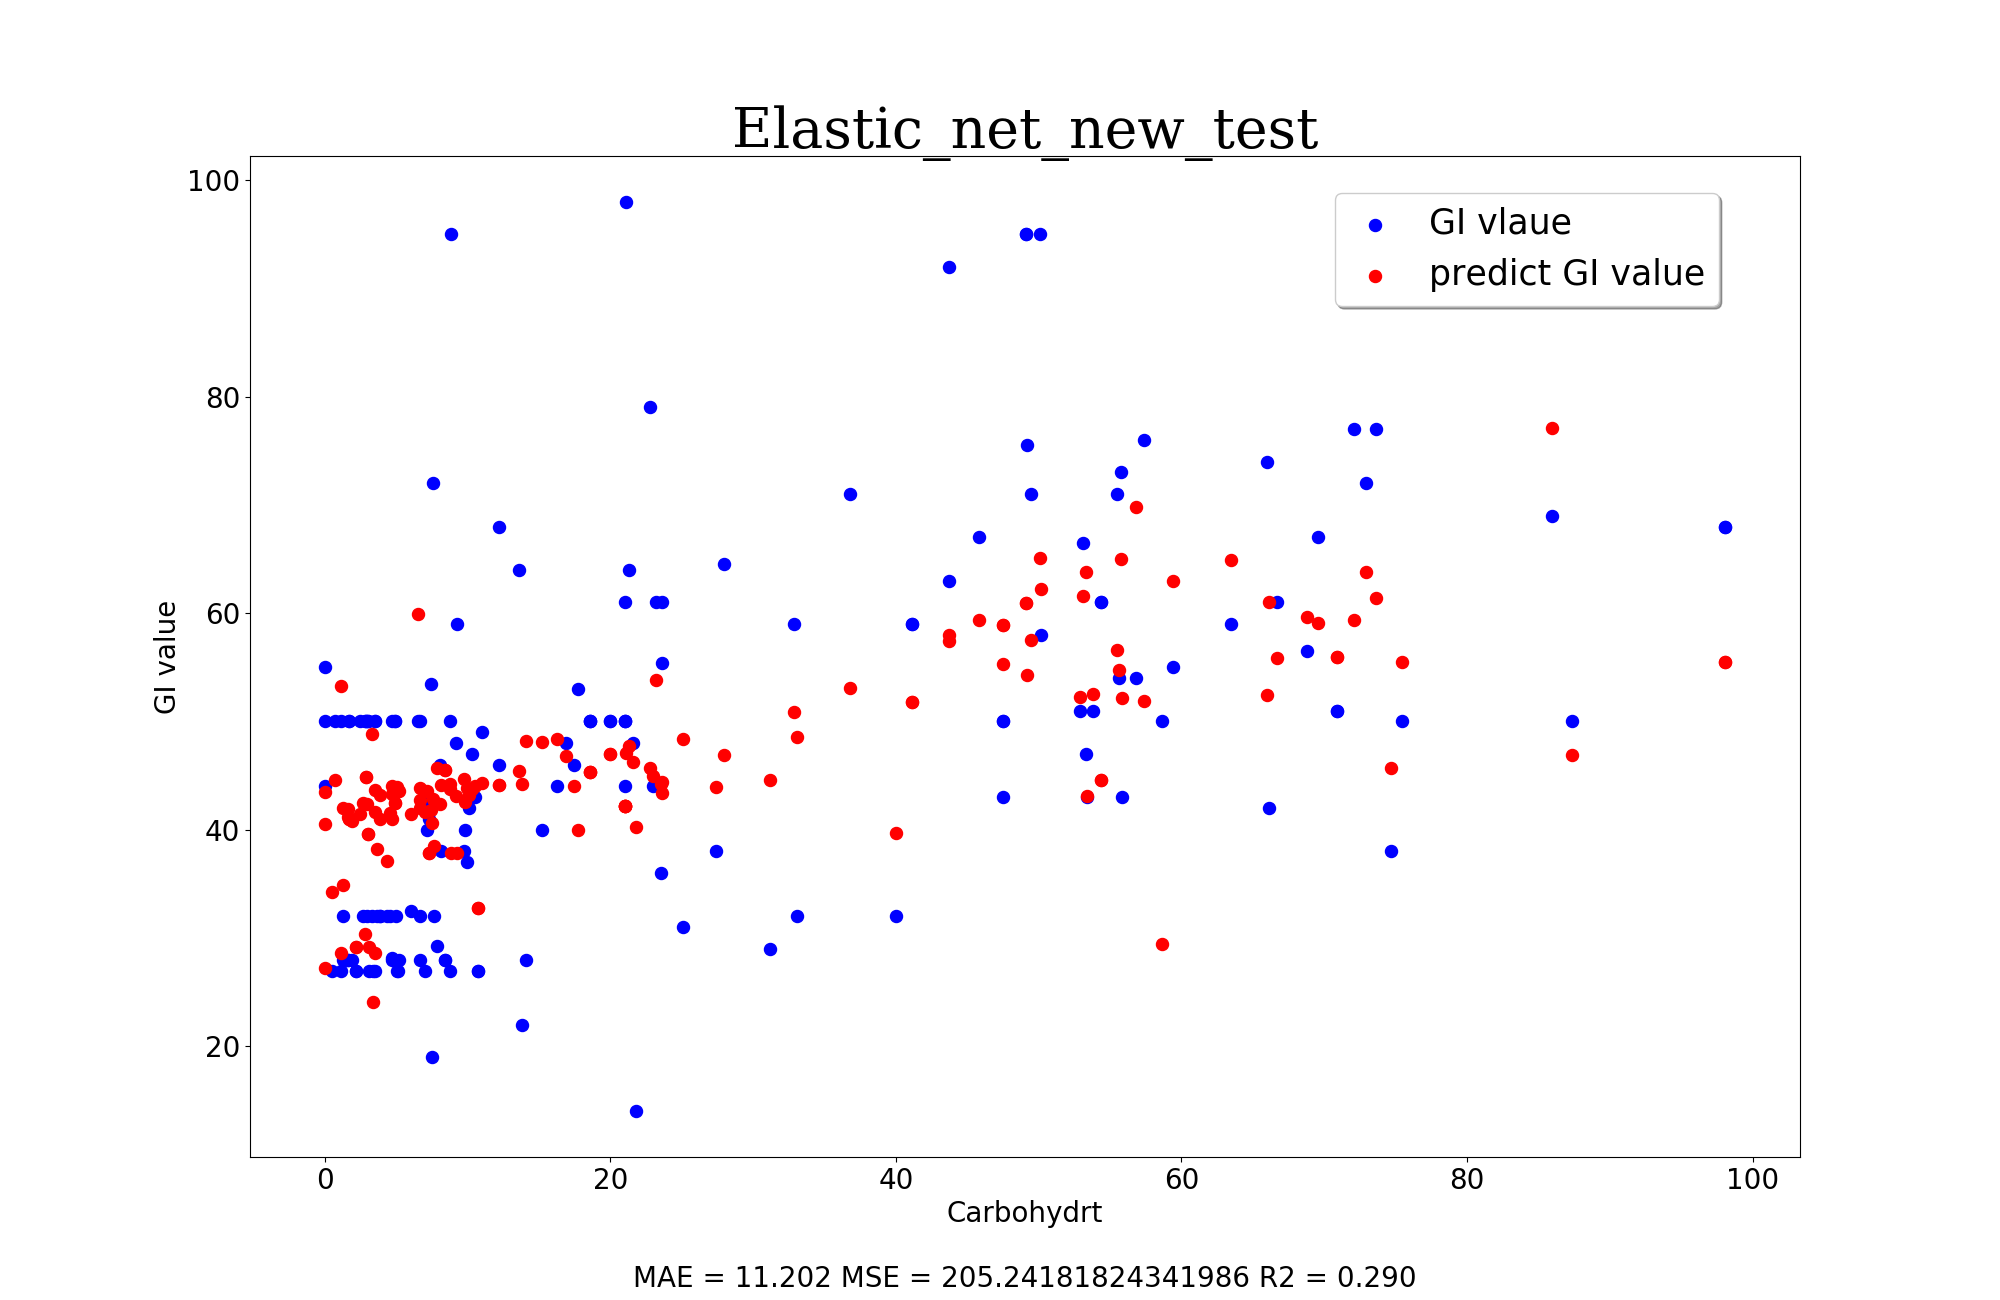 Elastic_net_new_test
100
80
60
40
20
GI value
GI vlaue
predict GI value
0 20 40 60 80 100
Carbohydrt
MAE = 11.202 MSE = 205.24181824341986 R2 = 0.290